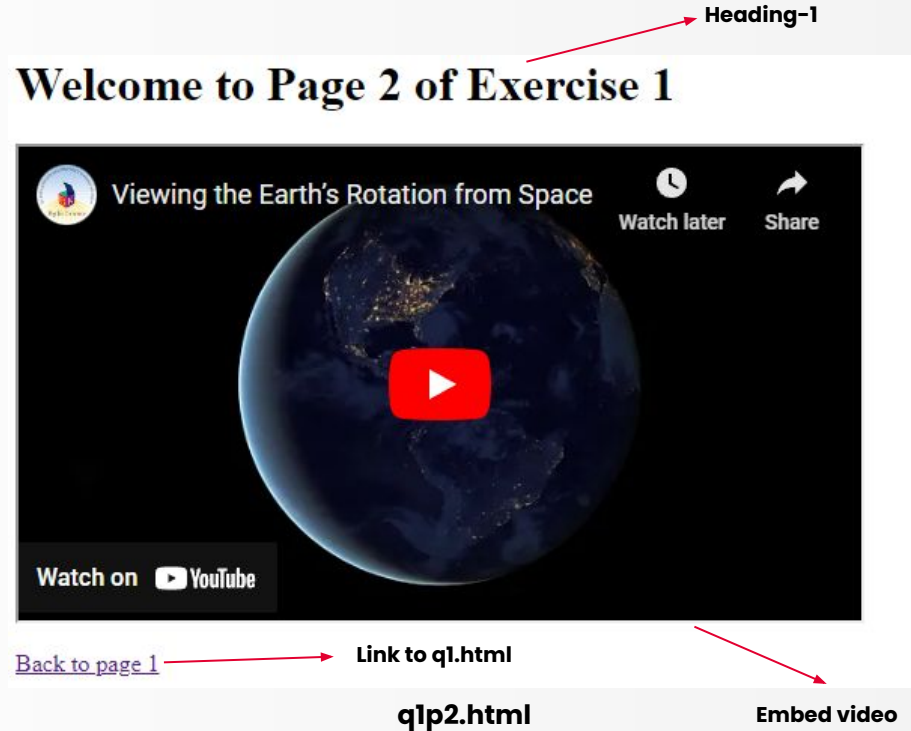 Heading-1
Welcome to Page 2 of Exercise 1
Viewing the Earth's Rotation from Space
Watch later
Share
Watch on YouTube
Back to page 1
Link to q1.html
q1p2.html
Embed video